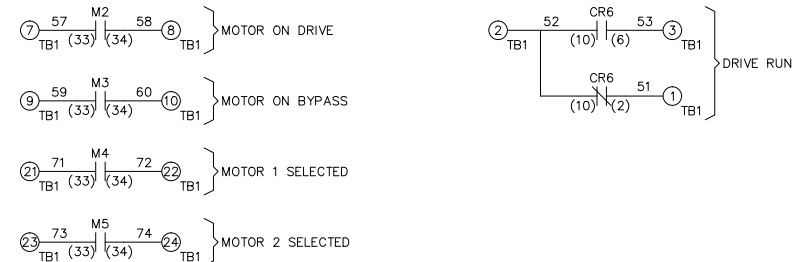 M2
7 57 58 8
TB1 (33) (34) TB1
MOTOR ON DRIVE
M3
9 59 60 10
TB1 (33) (34) TB1
MOTOR ON BYPASS
M4
21 71 72 22
TB1 (33) (34) TB1
MOTOR 1 SELECTED
M5
23 73 74 24
TB1 (33) (34) TB1
MOTOR 2 SELECTED
CR6
2 52 53 3
TB1 (10) (6) TB1
CR6
51 1
(10) (2) TB1
DRIVE RUN